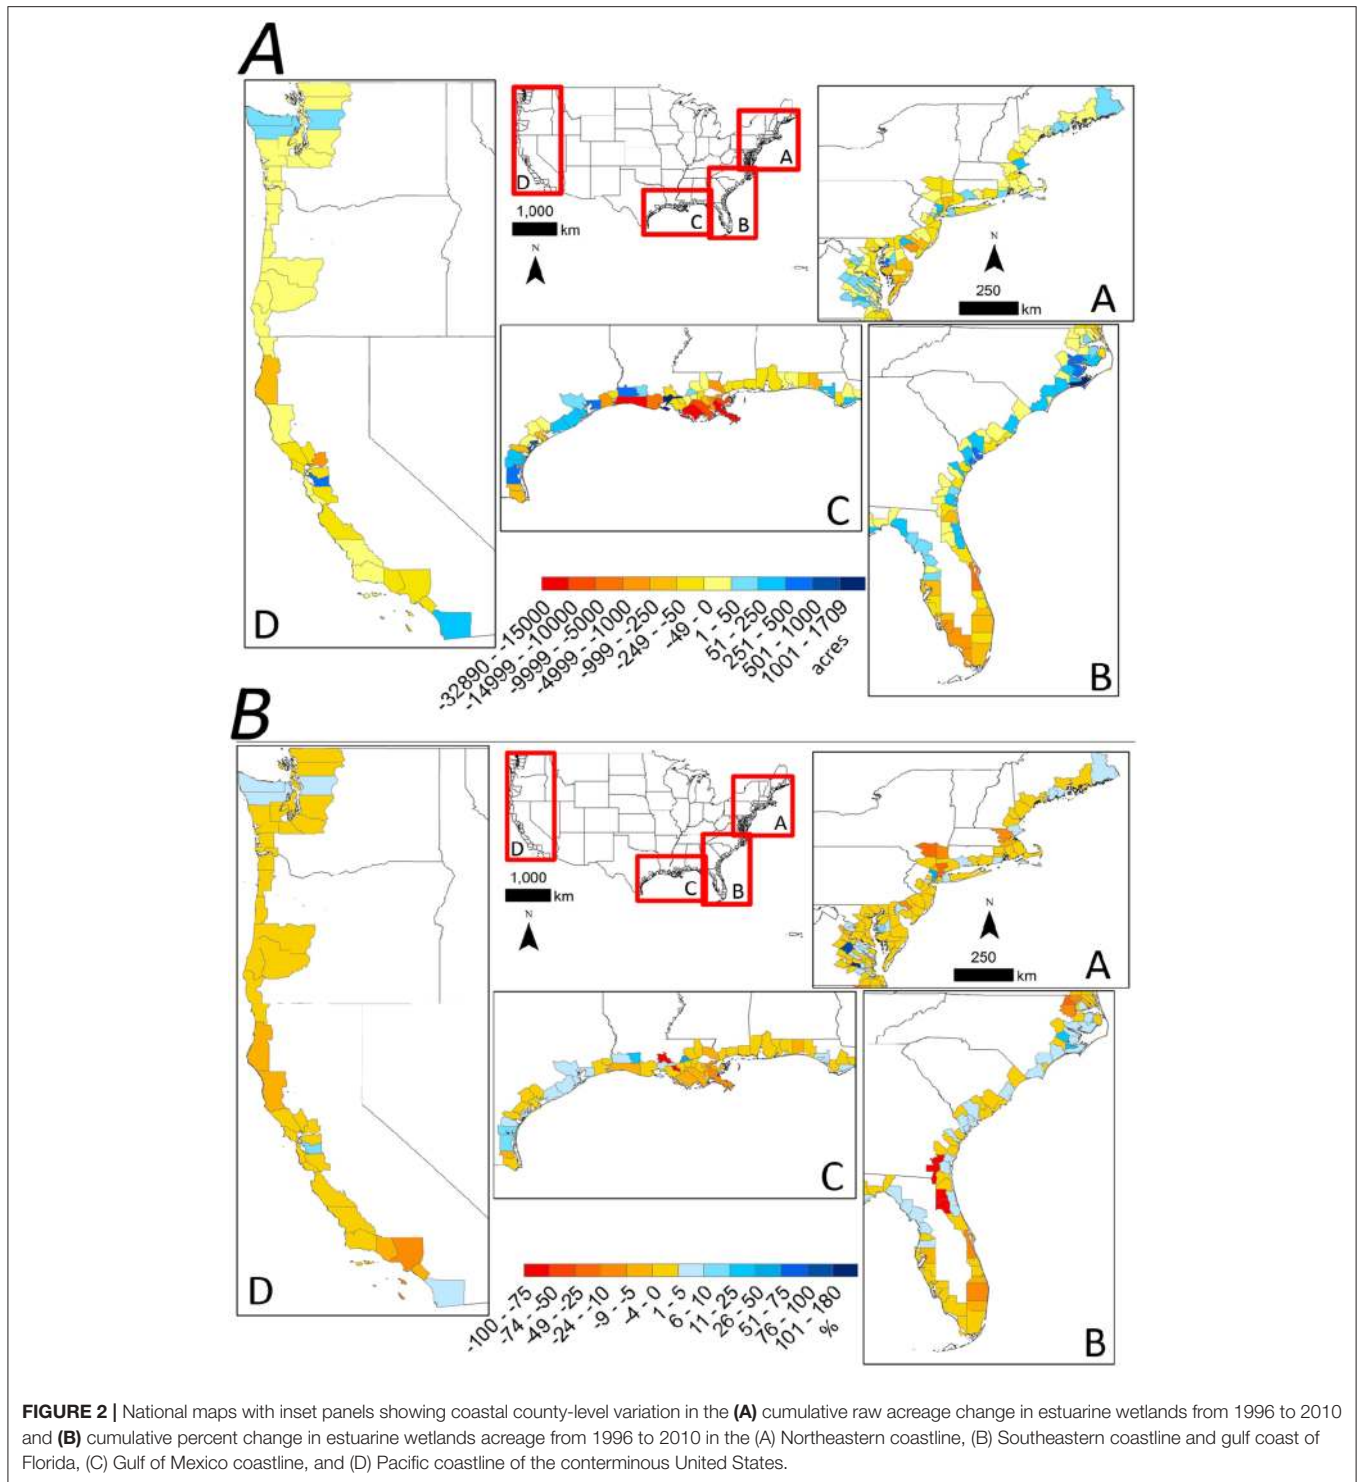 A
D
A
B
C
D
1,000
km
N
N
250
km
A
C
B
-32890 - -15000
-14999 - -10000
-9999 - -5000
-4999 - -1000
-999 - -250
-249 - -50
-49 - 0
1 - 50
51 - 250
251 - 500
501 - 1000
1001 - 1709
acres
B
D
A
B
C
D
1,000
km
N
N
250
km
A
C
B
-100 - -75
-74 - -50
-49 - -25
-24 - -10
-9 - -5
-4 - 0
1 - 5
6 - 10
11 - 25
26 - 50
51 - 75
76 - 100
101 - 180
%
FIGURE 2 | National maps with inset panels showing coastal county-level variation in the (A) cumulative raw acreage change in estuarine wetlands from 1996 to 2010
and (B) cumulative percent change in estuarine wetlands acreage from 1996 to 2010 in the (A) Northeastern coastline, (B) Southeastern coastline and gulf coast of
Florida, (C) Gulf of Mexico coastline, and (D) Pacific coastline of the conterminous United States.